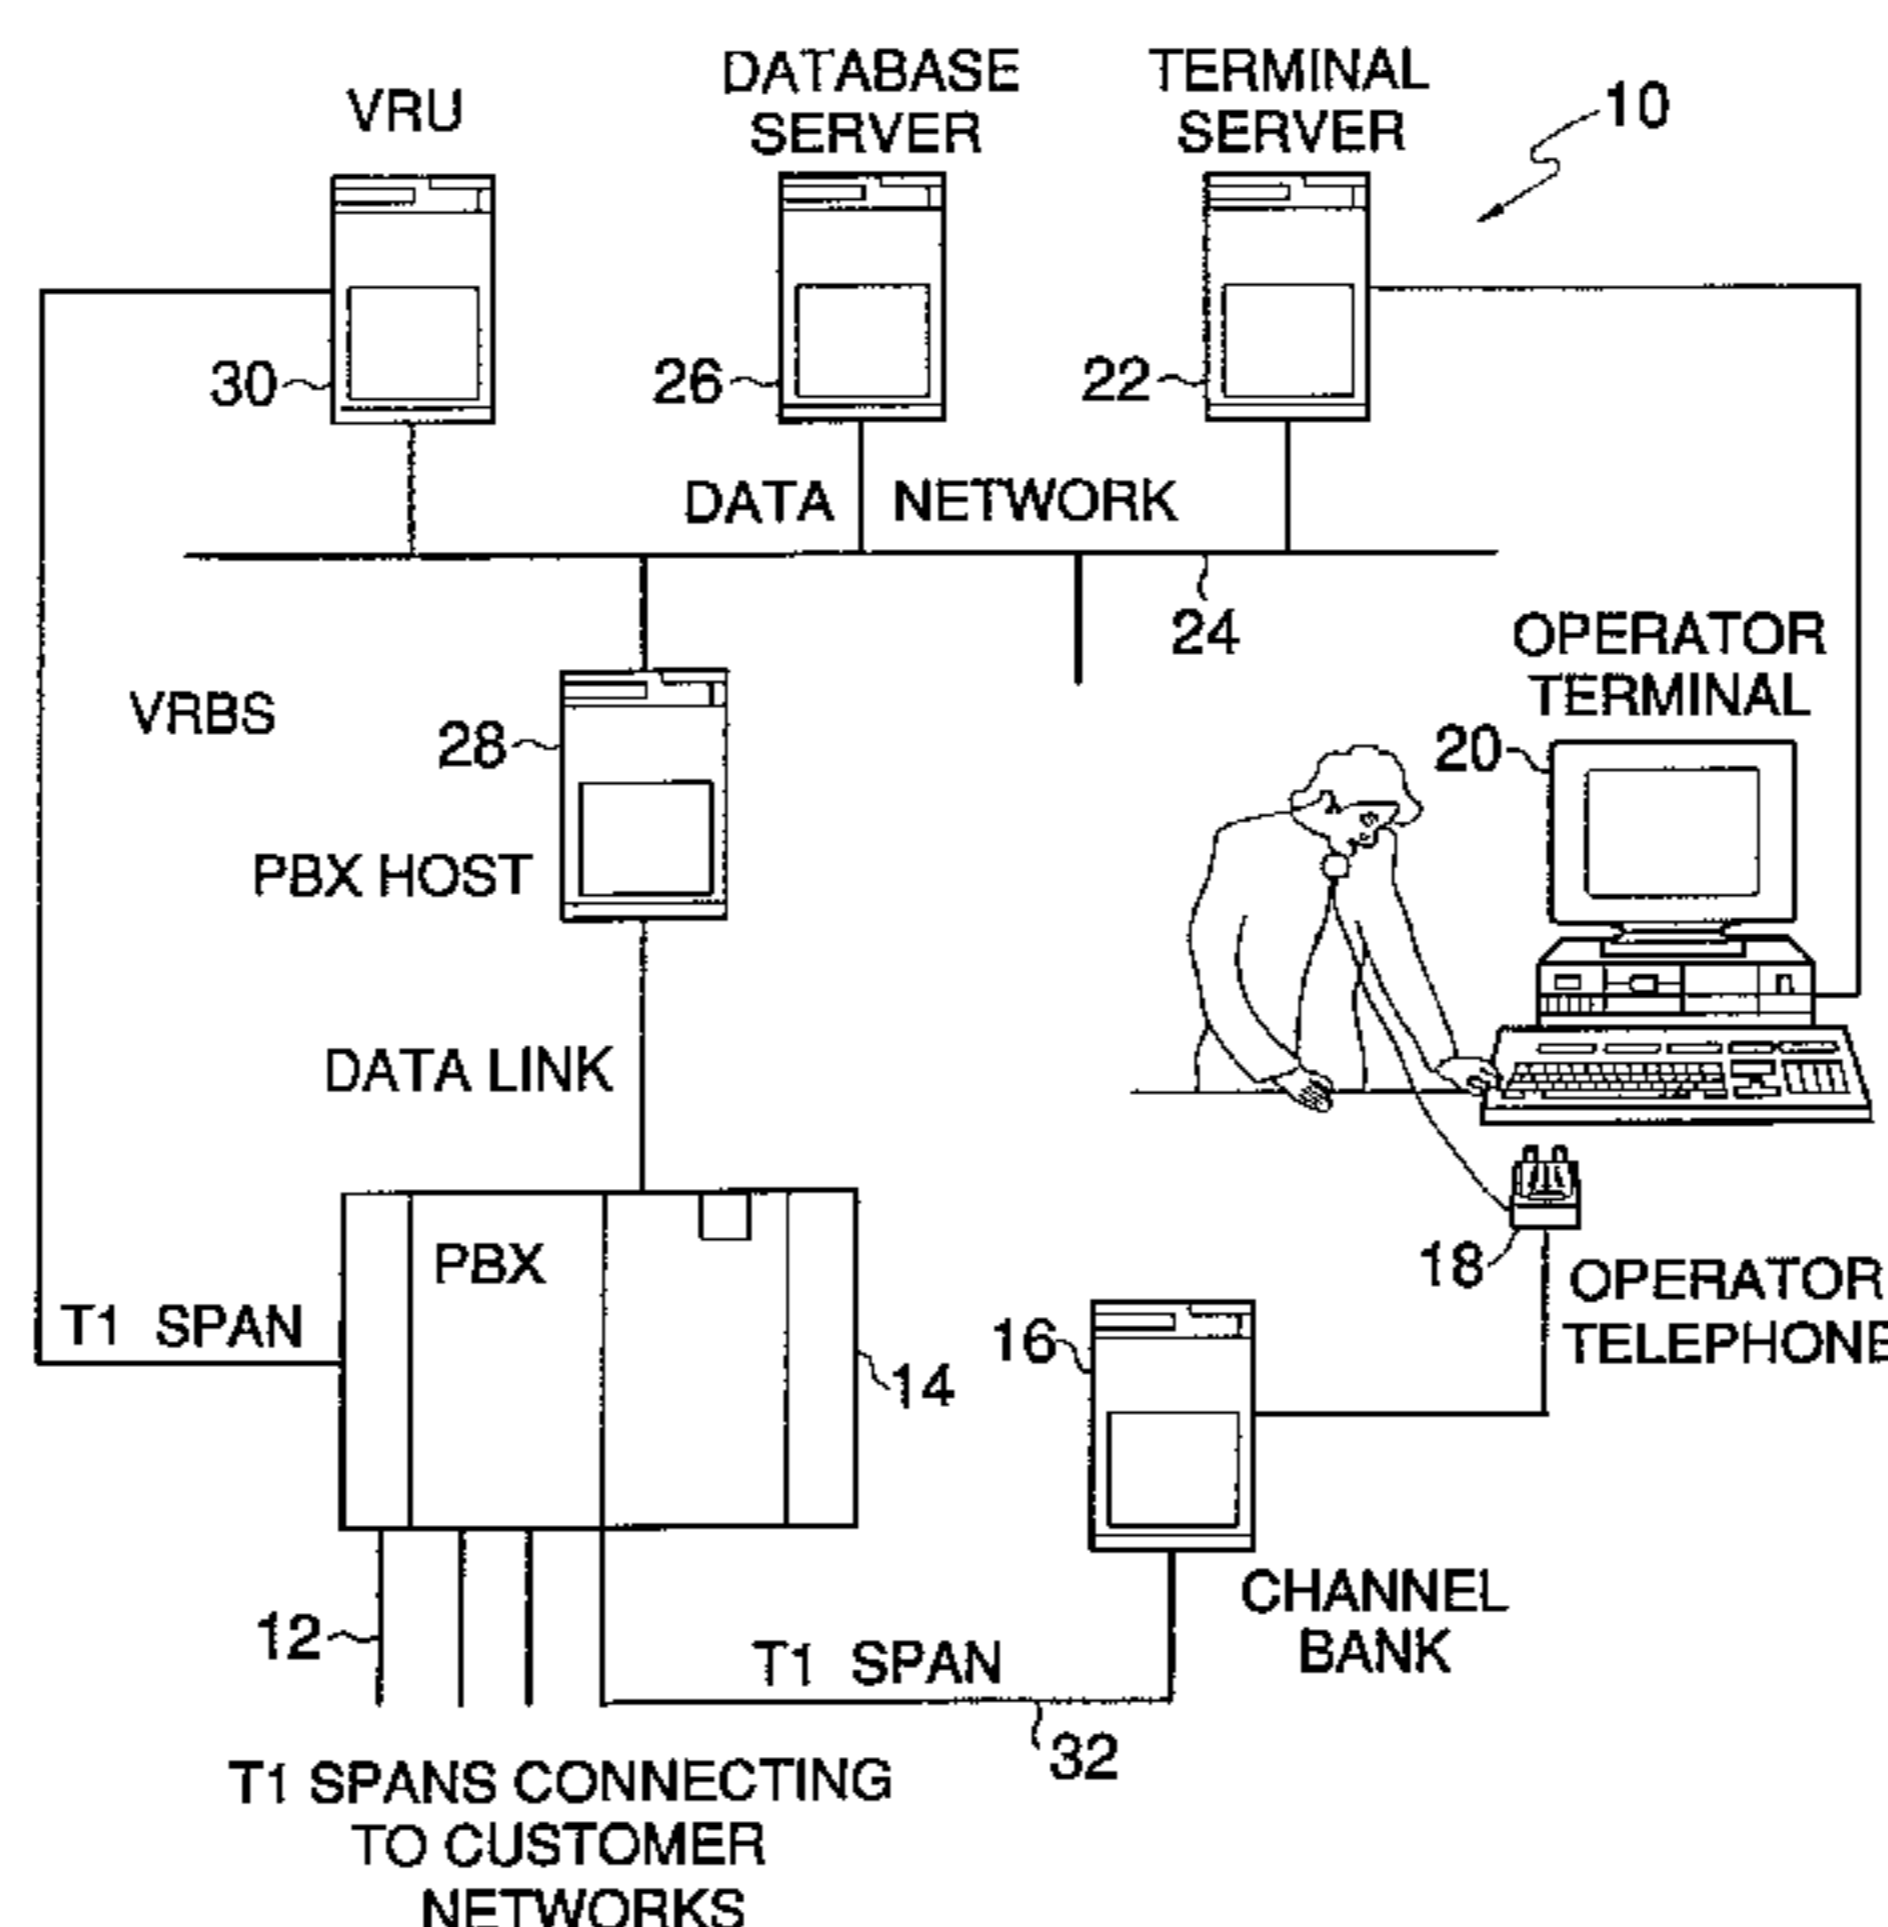 VRU
DATABASE
SERVER
TERMINAL
SERVER
10
30
26
22
DATA NETWORK
24
VRBS
28
PBX HOST
OPERATOR
TERMINAL
20
DATA LINK
PBX
T1 SPAN
14
16
18
OPERATOR
TELEPHONE
CHANNEL
BANK
12
T1 SPAN
32
T1 SPANS CONNECTING
TO CUSTOMER
NETWORKS